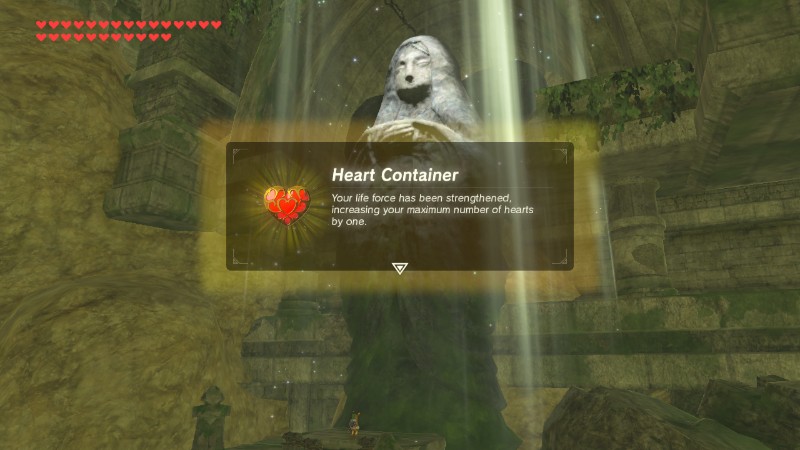 Heart Container
Your life force has been strengthened,
increasing your maximum number of hearts
by one.